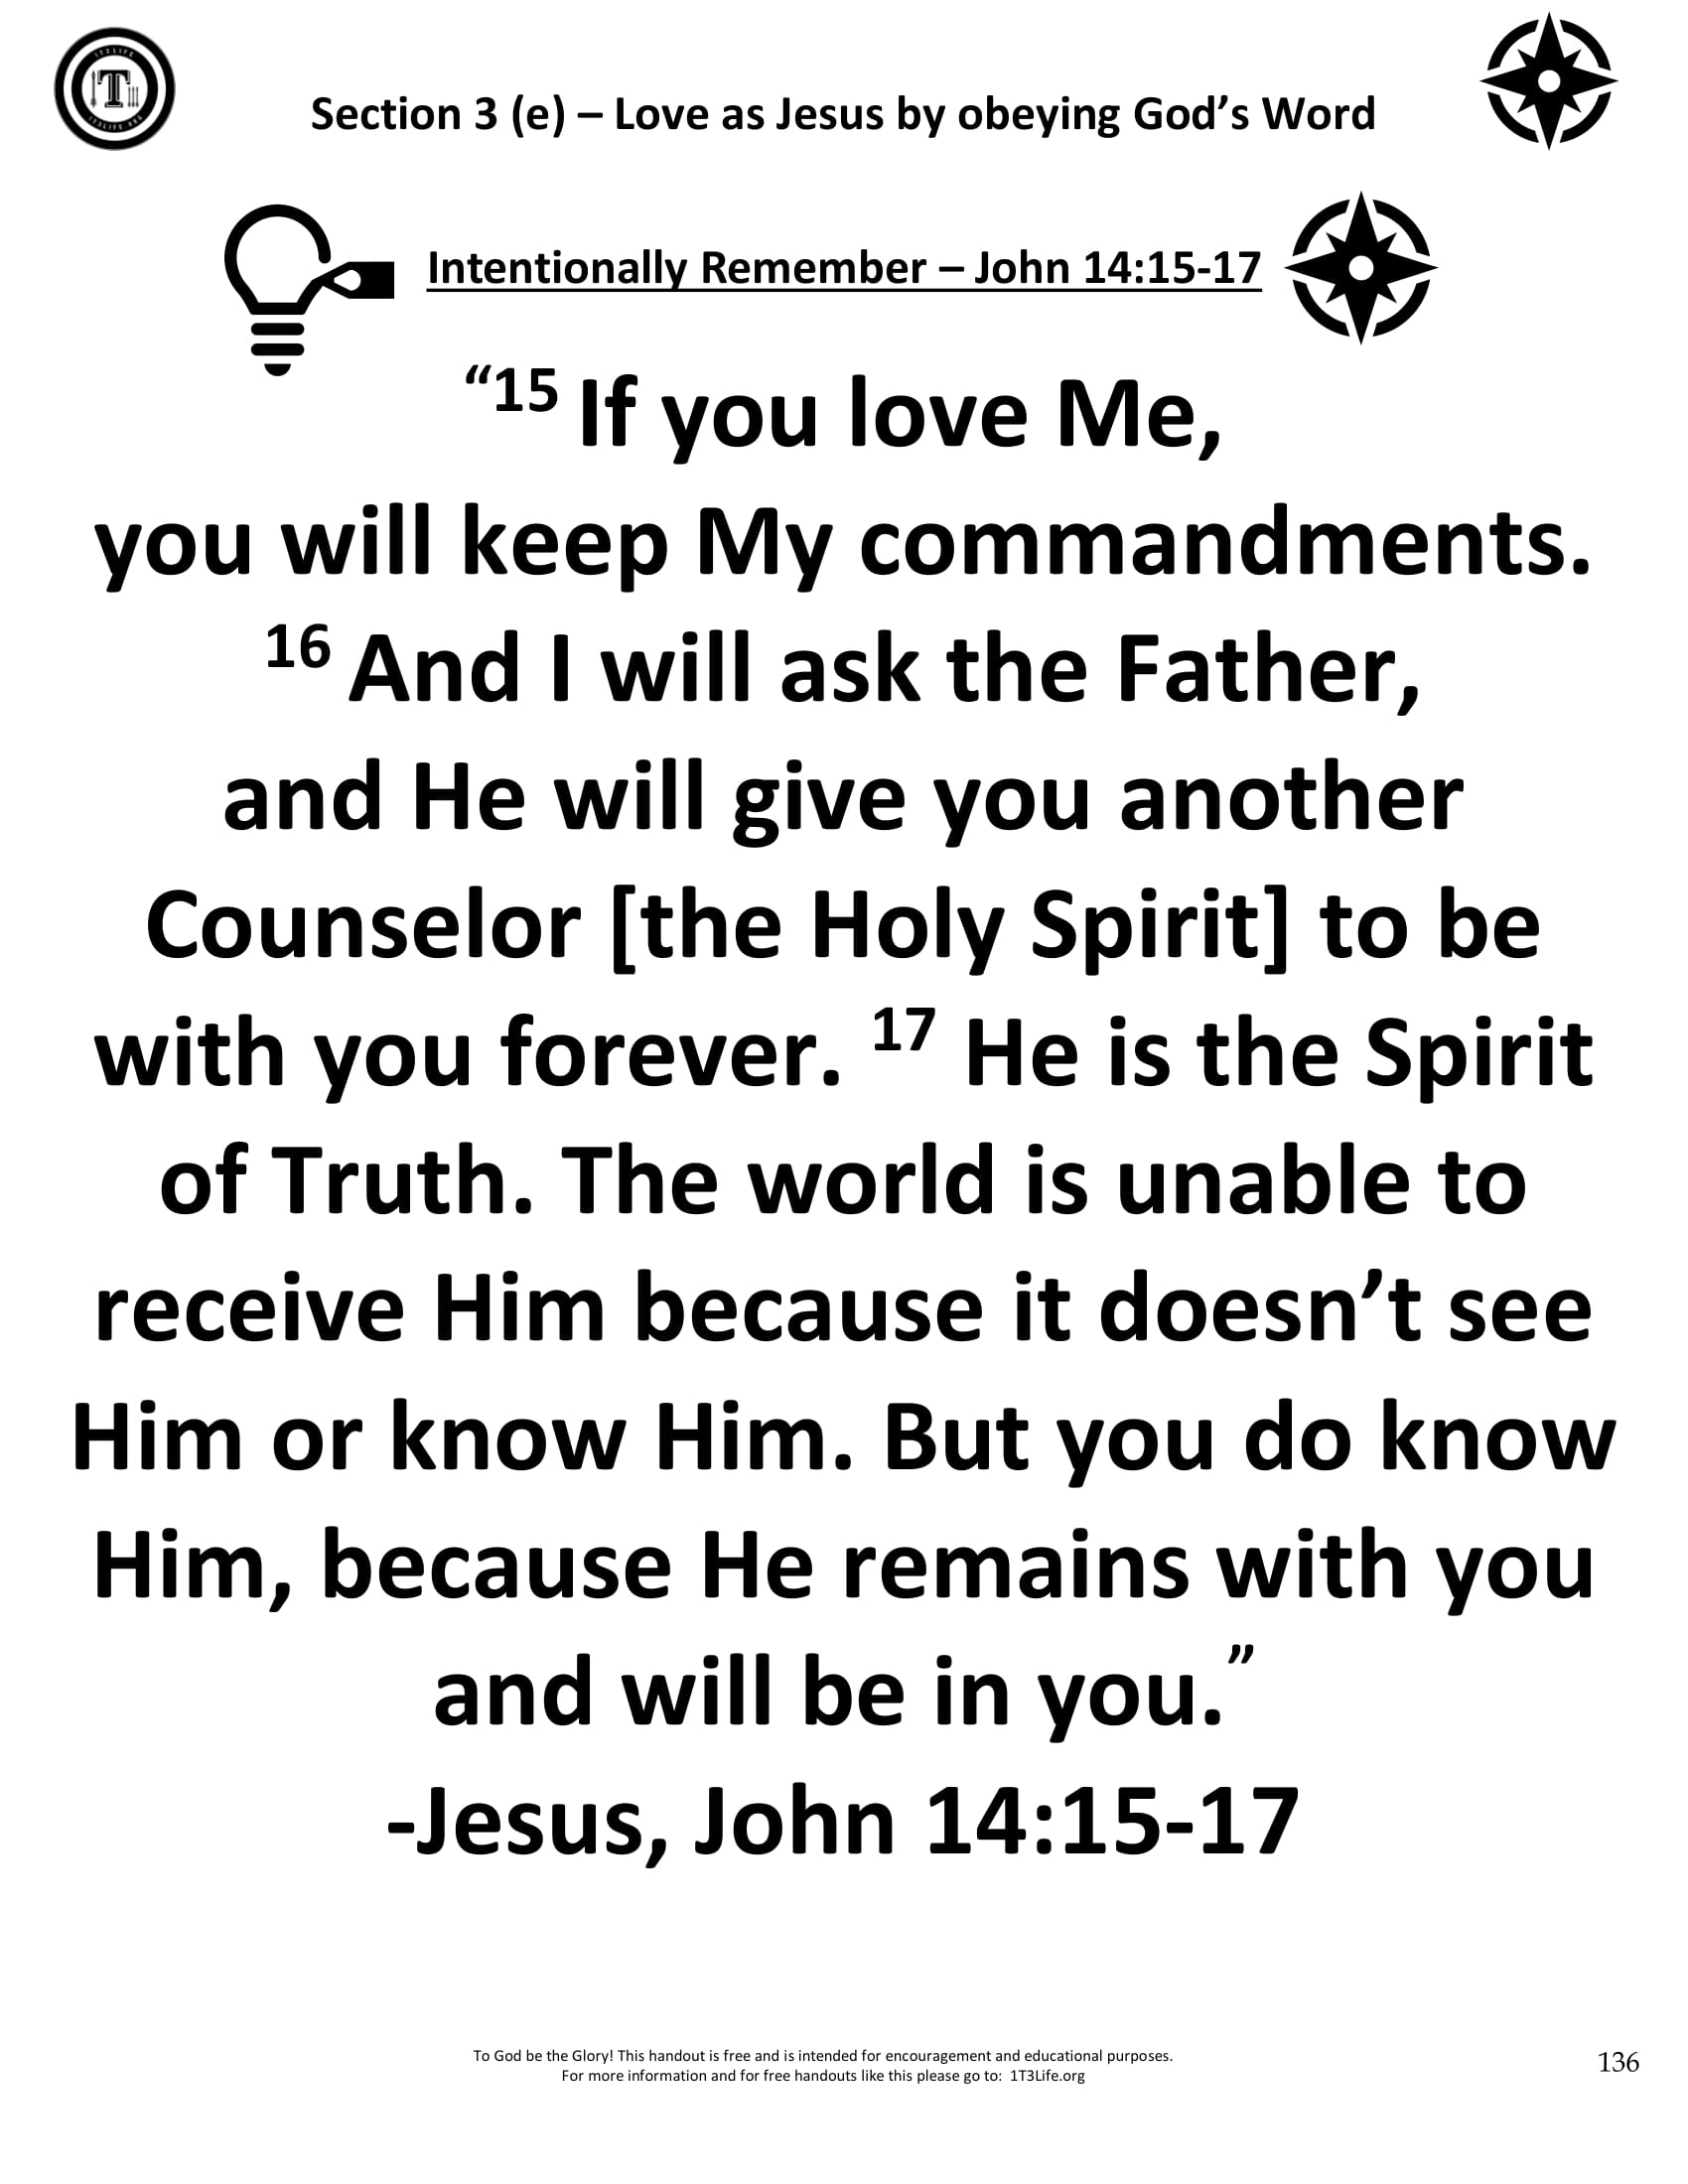 1T3LIFE
T
1T3LIFE.ORG
Section 3 (e) – Love as Jesus by obeying God’s Word
Intentionally Remember – John 14:15-17
“15 If you love Me,
you will keep My commandments.
16 And I will ask the Father,
and He will give you another
Counselor [the Holy Spirit] to be
with you forever. 17 He is the Spirit
of Truth. The world is unable to
receive Him because it doesn’t see
Him or know Him. But you do know
Him, because He remains with you
and will be in you.”
-Jesus, John 14:15-17
To God be the Glory! This handout is free and is intended for encouragement and educational purposes.
For more information and for free handouts like this please go to: 1T3Life.org
136